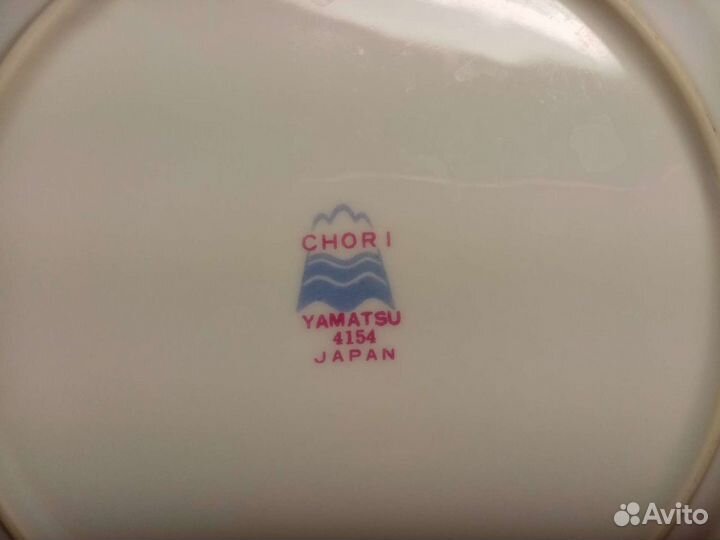 CHORI
YAMATSU
4154
JAPAN
Avito